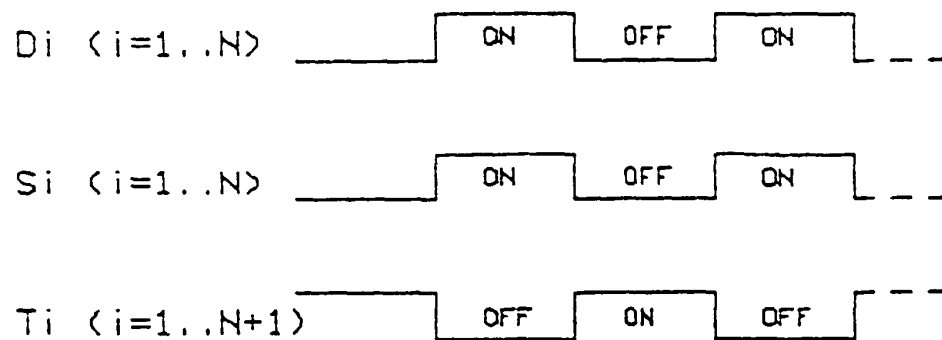 Di (i=1..N) ON OFF ON
Si (i=1..N) ON OFF ON
Ti (i=1..N+1) OFF ON OFF